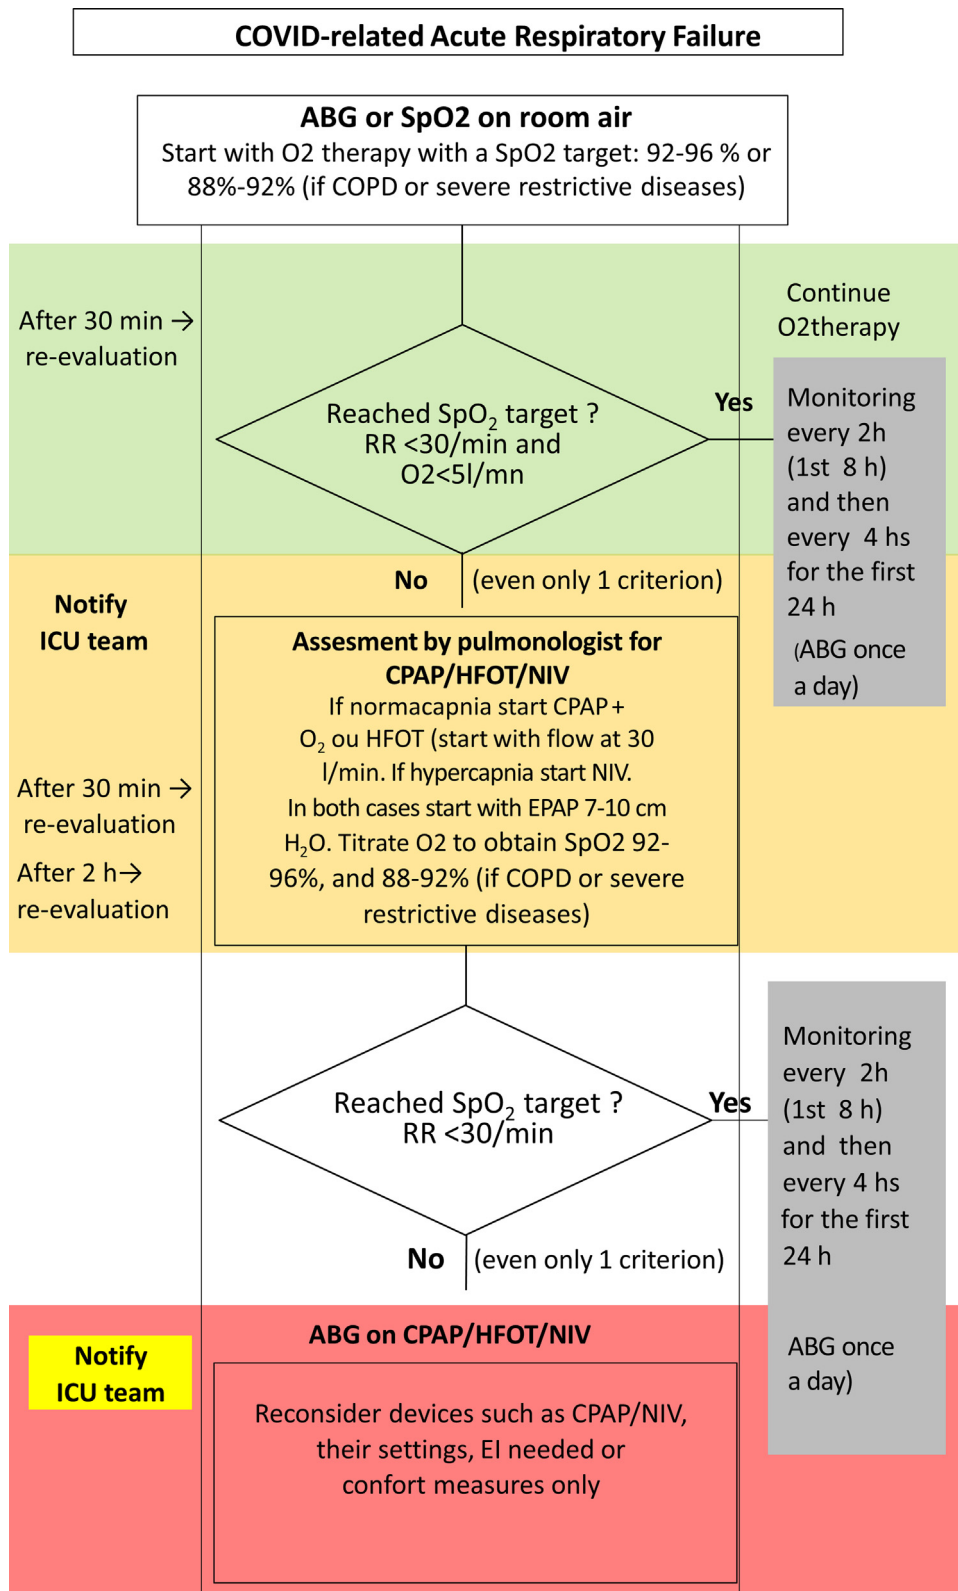 COVID-related Acute Respiratory Failure
ABG or SpO2 on room air
Start with O2 therapy with a SpO2 target: 92-96 % or
88%-92% (if COPD or severe restrictive diseases)
After 30 min →
re-evaluation
Reached SpO2 target ?
RR <30/min and
O2<5l/mn
Yes
Continue
O2therapy
Monitoring
every 2h
(1st 8 h)
and then
every 4 hs
for the first
24 h
(ABG once
a day)
No
(even only 1 criterion)
Notify
ICU team
Assesment by pulmonologist for
CPAP/HFOT/NIV
If normacapnia start CPAP +
O2 ou HFOT (start with flow at 30
l/min. If hypercapnia start NIV.
In both cases start with EPAP 7-10 cm
H2O. Titrate O2 to obtain SpO2 92-
96%, and 88-92% (if COPD or severe
restrictive diseases)
After 30 min →
re-evaluation
After 2 h→
re-evaluation
Reached SpO2 target ?
RR <30/min
Yes
Monitoring
every 2h
(1st 8 h)
and then
every 4 hs
for the first
24 h
ABG once
a day)
No
(even only 1 criterion)
Notify
ICU team
ABG on CPAP/HFOT/NIV
Reconsider devices such as CPAP/NIV,
their settings, EI needed or
confort measures only